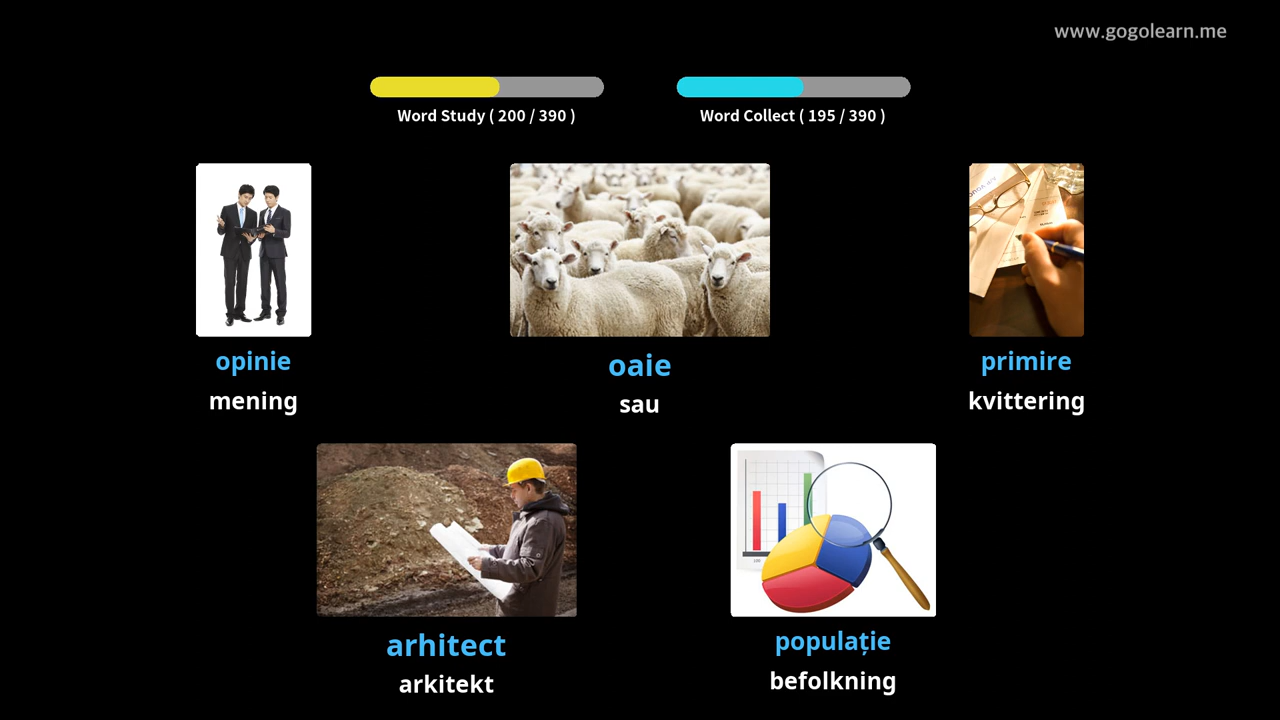 www.gogolearn.me
Word Study ( 200 / 390 )
Word Collect ( 195 / 390 )
opinie
mening
oaie
sau
primire
kvittering
arhitect
arkitekt
populație
befolkning